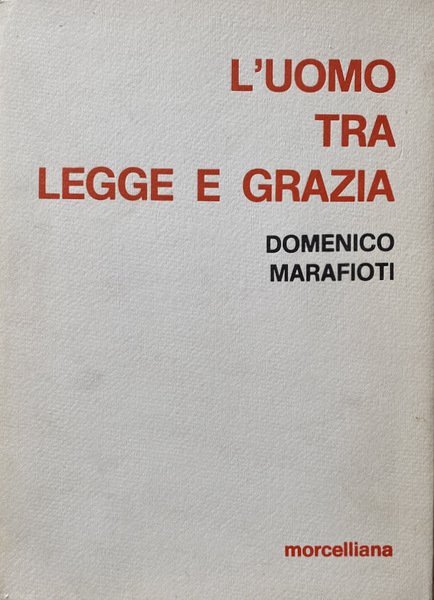 L'UOMO
TRA
LEGGE E GRAZIA
DOMENICO
MARAFIOTI
morcelliana